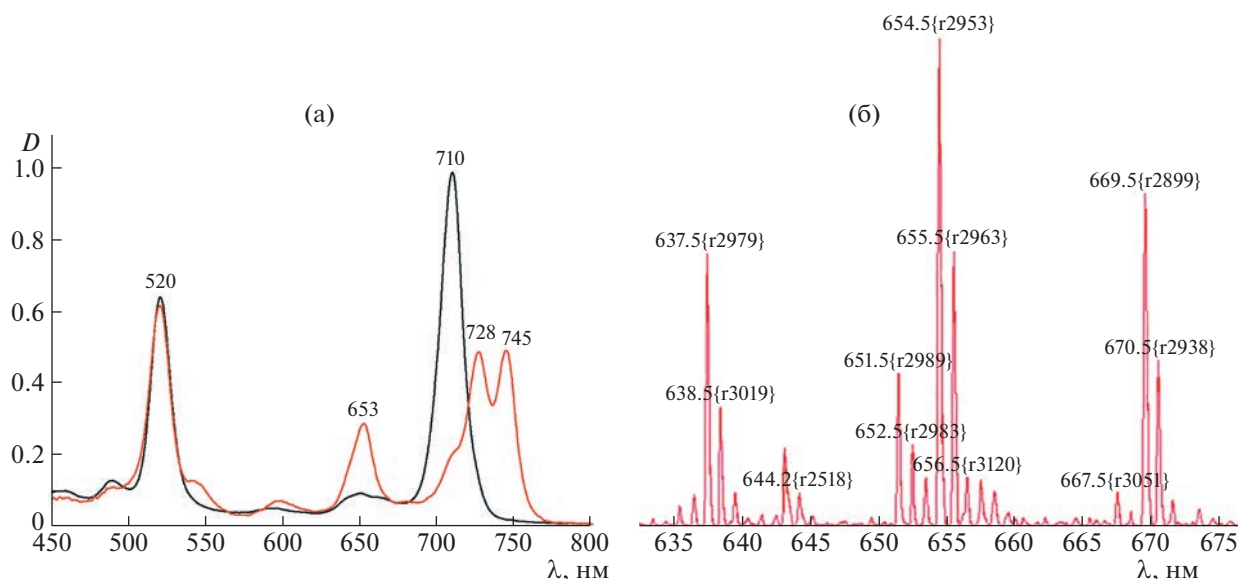 (а)
D
1.0
0.8
0.6
0.4
0.2
0
520
653
710
728
745
450 500 550 600 650 700 750 800
λ, нм
(б)
654.5{r2953}
669.5{r2899}
637.5{r2979}
655.5{r2963}
651.5{r2989}
670.5{r2938}
638.5{r3019}
652.5{r2983}
644.2{r2518}
656.5{r3120}
667.5{r3051}
635 640 645 650 655 660 665 670 675
λ, нм